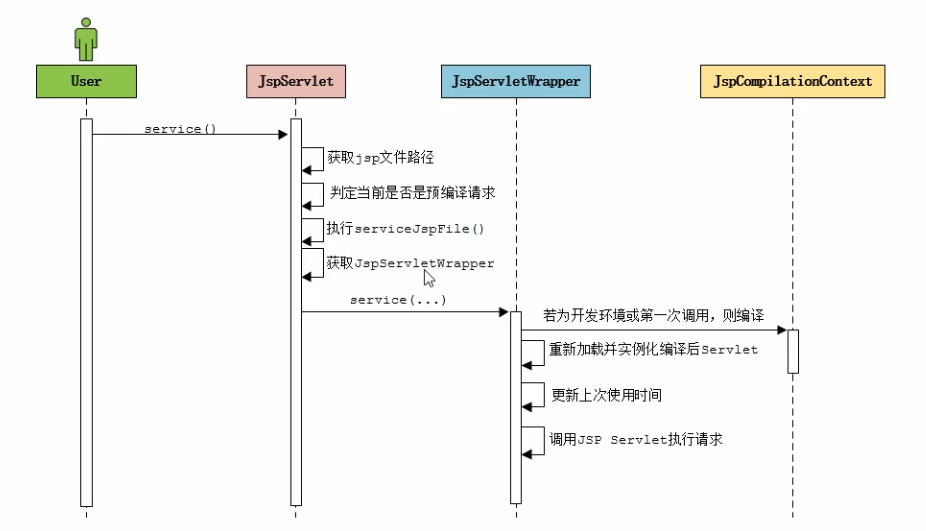 User
JspServlet
JspServletWrapper
JspCompilationContext
service()
获取jsp文件路径
判定当前是否是预编译请求
执行serviceJspFile()
获取JspServletWrapper
service(...)
若为开发环境或第一次调用，则编译
重新加载并实例化编译后Servlet
更新上次使用时间
调用JSP Servlet执行请求